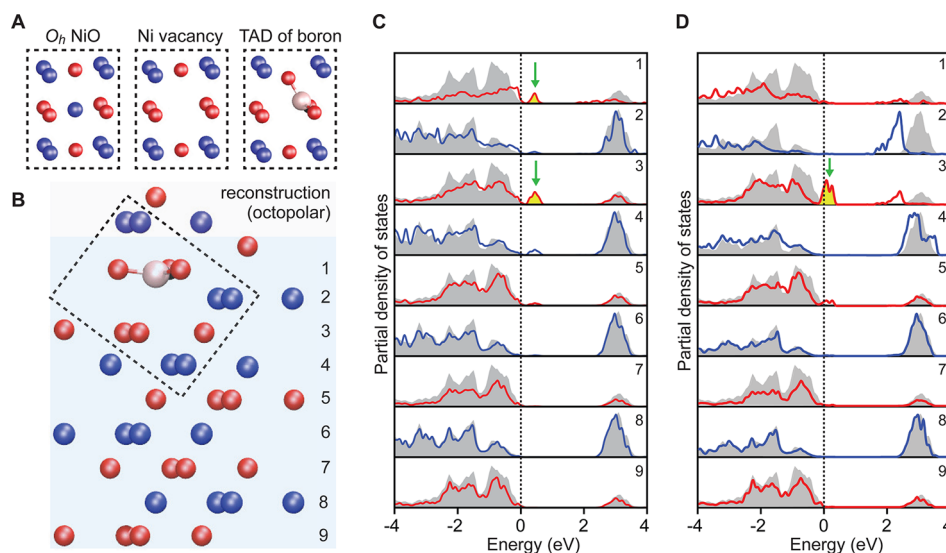 A
O_h NiO
Ni vacancy
TAD of boron
B
reconstruction
(octopolar)
1
2
3
4
5
6
7
8
9
C
Partial density of states
1
2
3
4
5
6
7
8
9
-4
-2
0
2
4
Energy (eV)
D
Partial density of states
1
2
3
4
5
6
7
8
9
-4
-2
0
2
4
Energy (eV)